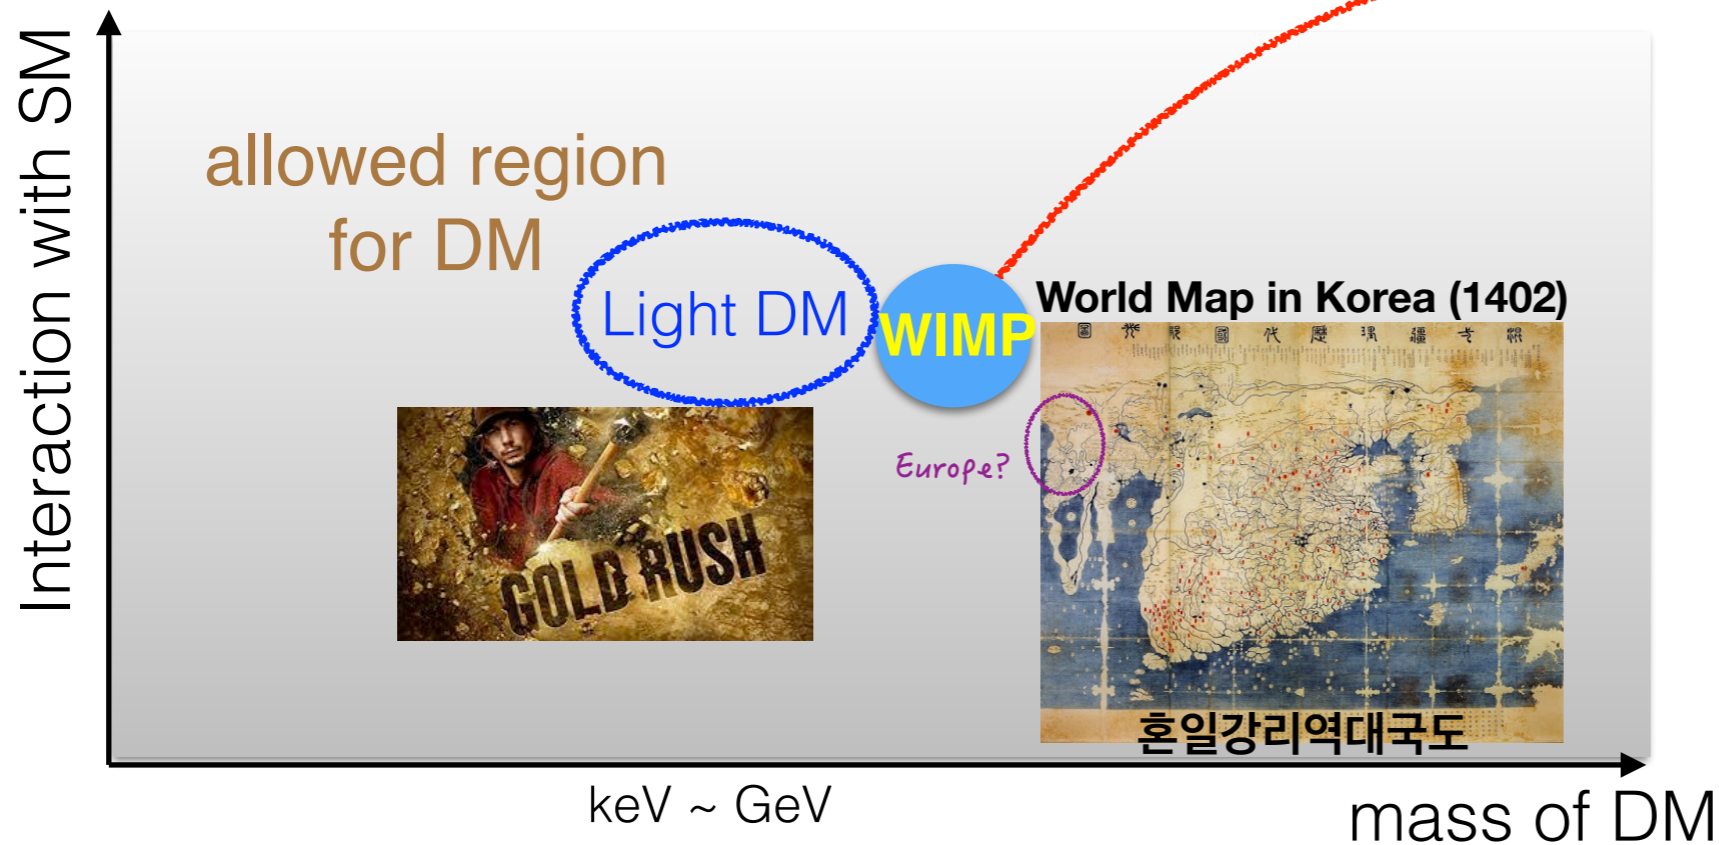 Interaction with SM
allowed region
for DM
Light DM
WIMP
World Map in Korea (1402)
Europe?
GOLD RUSH
혼일강리역대국도
keV ~ GeV
mass of DM